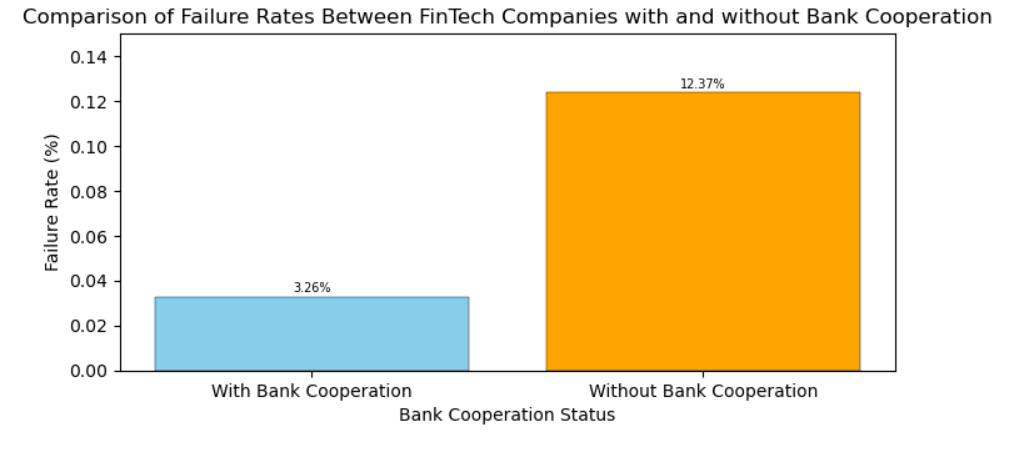 Comparison of Failure Rates Between FinTech Companies with and without Bank Cooperation
0.14
0.12
0.10
0.08
0.06
0.04
0.02
0.00
Failure Rate (%)
12.37%
3.26%
With Bank Cooperation
Without Bank Cooperation
Bank Cooperation Status